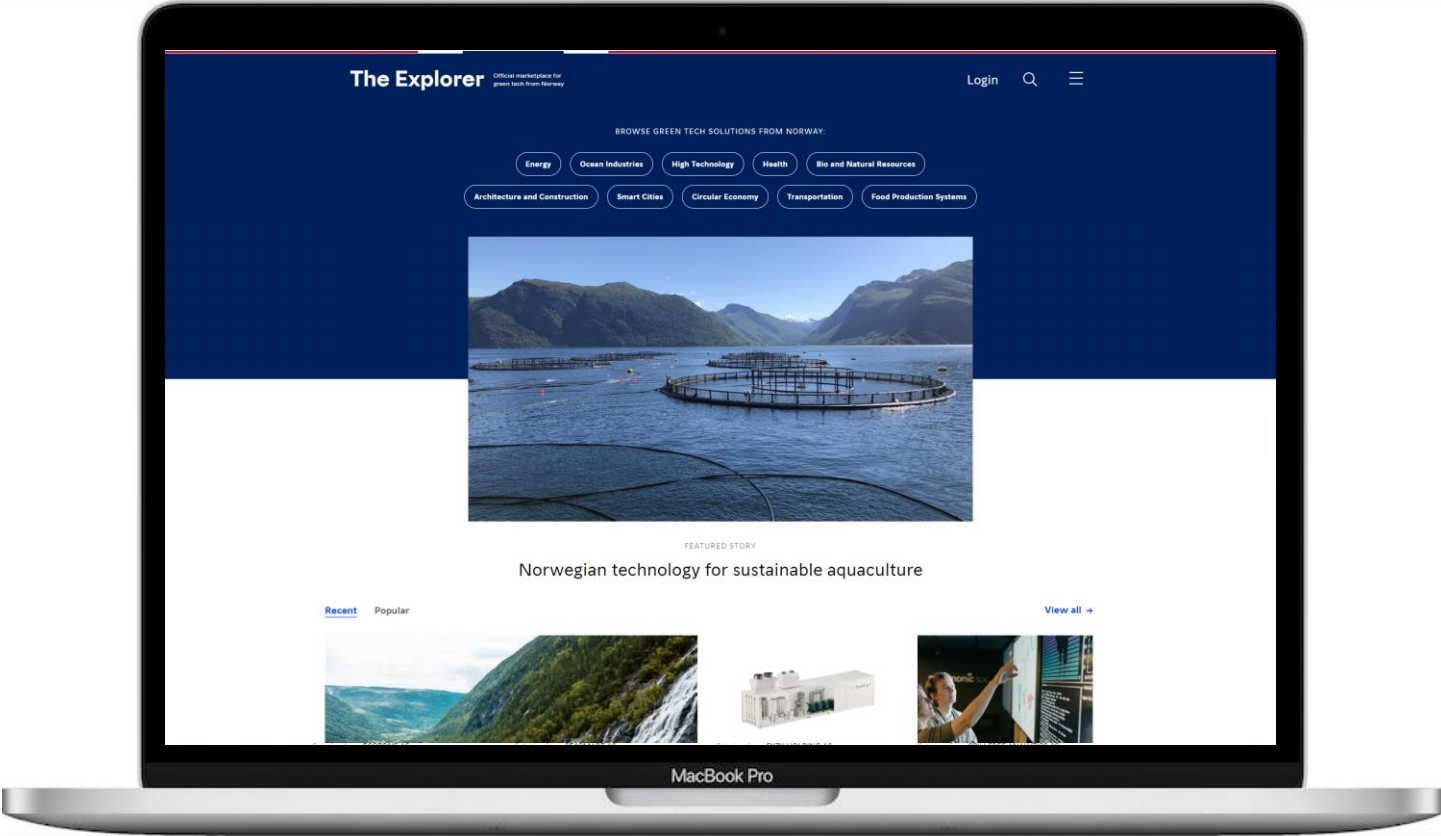 The Explorer
Official marketplace for
green tech from Norway
Login
BROWSE GREEN TECH SOLUTIONS FROM NORWAY:
Energy Ocean Industries High Technology Health Bio and Natural Resources
Architecture and Construction Smart Cities Circular Economy Transportation Food Production Systems
FEATURED STORY
Norwegian technology for sustainable aquaculture
Recent Popular View all →
MacBook Pro